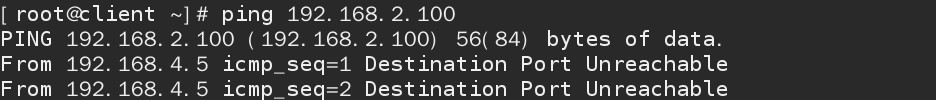 [root@client ~]# ping 192.168.2.100
PING 192.168.2.100 (192.168.2.100) 56(84) bytes of data.
From 192.168.4.5 icmp_seq=1 Destination Port Unreachable
From 192.168.4.5 icmp_seq=2 Destination Port Unreachable